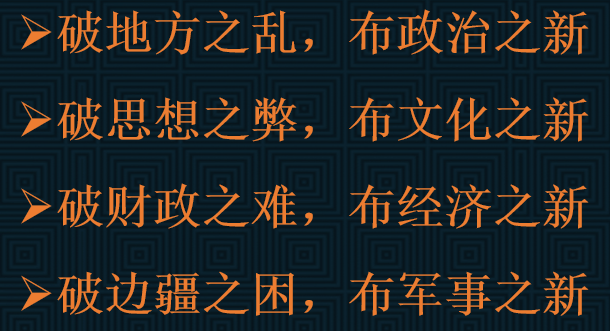 ➢破地方之乱，布政治之新
➢破思想之弊，布文化之新
➢破财政之难，布经济之新
➢破边疆之困，布军事之新